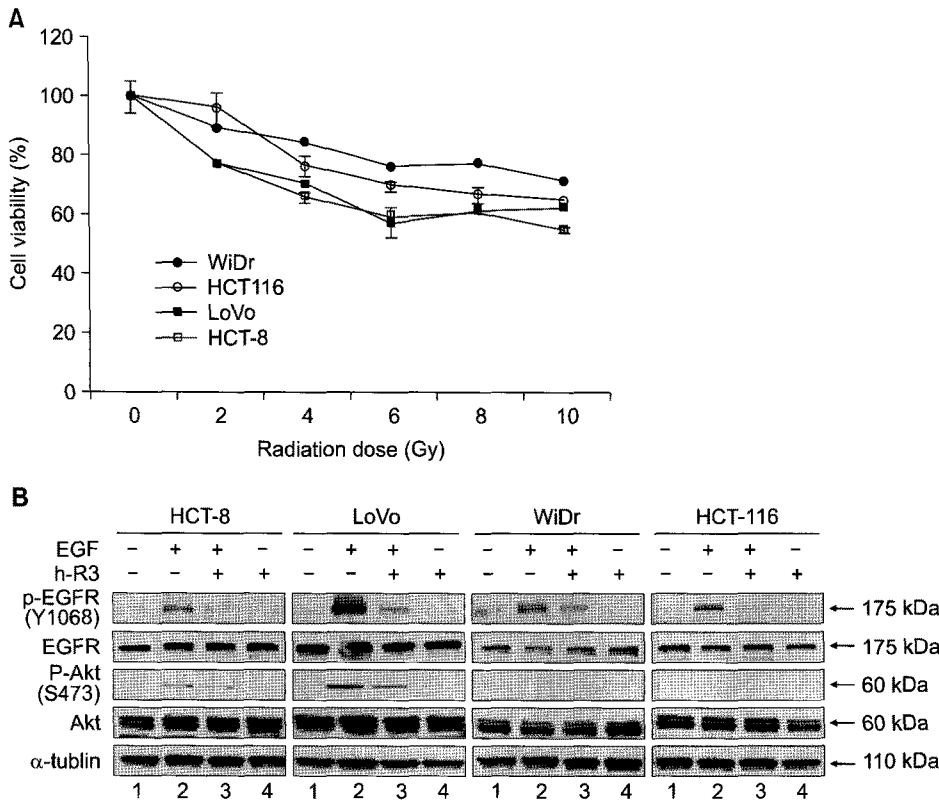 A
120
100
80
60
40
20
0
Cell viability (%)
WiDr
HCT116
LoVo
HCT-8
0 2 4 6 8 10
Radiation dose (Gy)
B
HCT-8 LoVo WiDr HCT-116
EGF − + + − − + + − − + + − − + + −
h-R3 − − + + − − + + − − + + − − + +
p-EGFR
(Y1068) ← 175 kDa
EGFR ← 175 kDa
P-Akt
(S473) ← 60 kDa
Akt ← 60 kDa
α-tublin ← 110 kDa
1 2 3 4 1 2 3 4 1 2 3 4 1 2 3 4